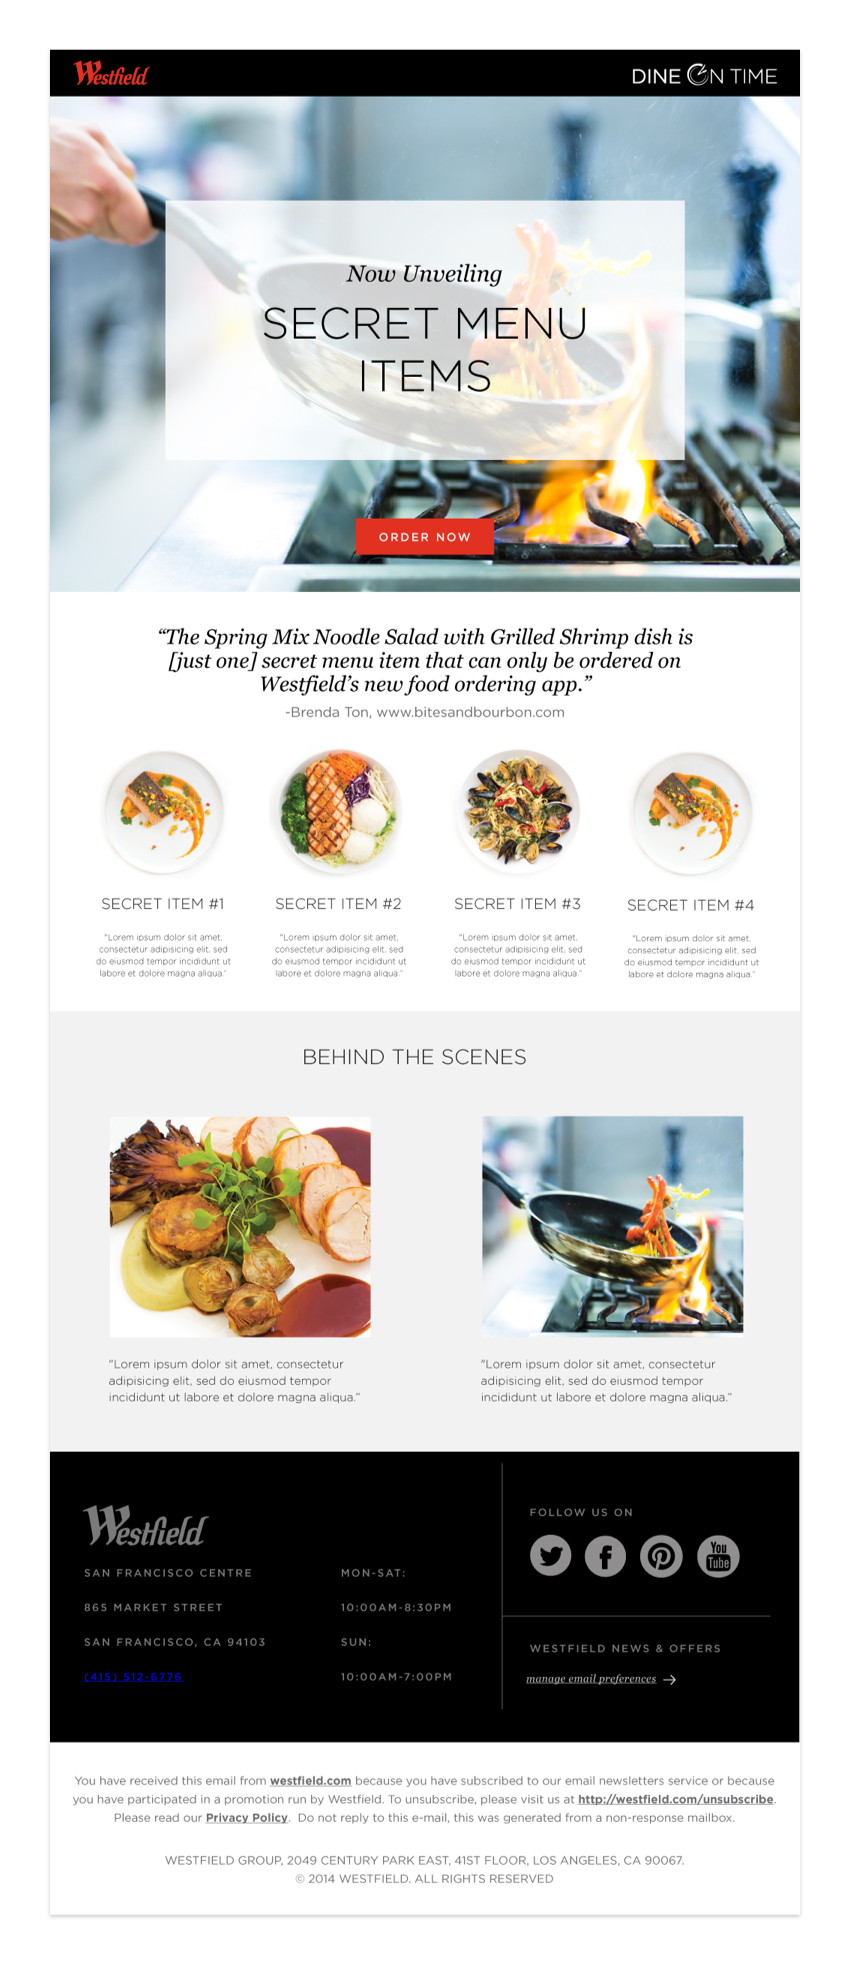 Westfield
DINE ON TIME
Now Unveiling
SECRET MENU
ITEMS
ORDER NOW
“The Spring Mix Noodle Salad with Grilled Shrimp dish is
[just one] secret menu item that can only be ordered on
Westfield’s new food ordering app.”
-Brenda Ton, www.bitesandbourbon.com
SECRET ITEM #1
"Lorem ipsum dolor sit amet,
consectetur adipisicing elit, sed
do eiusmod tempor incididunt ut
labore et dolore magna aliqua."
SECRET ITEM #2
"Lorem ipsum dolor sit amet,
consectetur adipisicing elit, sed
do eiusmod tempor incididunt ut
labore et dolore magna aliqua."
SECRET ITEM #3
"Lorem ipsum dolor sit amet,
consectetur adipisicing elit, sed
do eiusmod tempor incididunt ut
labore et dolore magna aliqua."
SECRET ITEM #4
"Lorem ipsum dolor sit amet,
consectetur adipisicing elit, sed
do eiusmod tempor incididunt ut
labore et dolore magna aliqua."
BEHIND THE SCENES
"Lorem ipsum dolor sit amet, consectetur
adipisicing elit, sed do eiusmod tempor
incididunt ut labore et dolore magna aliqua."
"Lorem ipsum dolor sit amet, consectetur
adipisicing elit, sed do eiusmod tempor
incididunt ut labore et dolore magna aliqua."
Westfield
SAN FRANCISCO CENTRE
865 MARKET STREET
SAN FRANCISCO, CA 94103
(415) 512-6776
MON-SAT:
10:00AM-8:30PM
SUN:
10:00AM-7:00PM
FOLLOW US ON
You
Tube
WESTFIELD NEWS & OFFERS
manage email preferences
You have received this email from westfield.com because you have subscribed to our email newsletters service or because
you have participated in a promotion run by Westfield. To unsubscribe, please visit us at http://westfield.com/unsubscribe.
Please read our Privacy Policy. Do not reply to this e-mail, this was generated from a non-response mailbox.
WESTFIELD GROUP, 2049 CENTURY PARK EAST, 41ST FLOOR, LOS ANGELES, CA 90067.
© 2014 WESTFIELD. ALL RIGHTS RESERVED